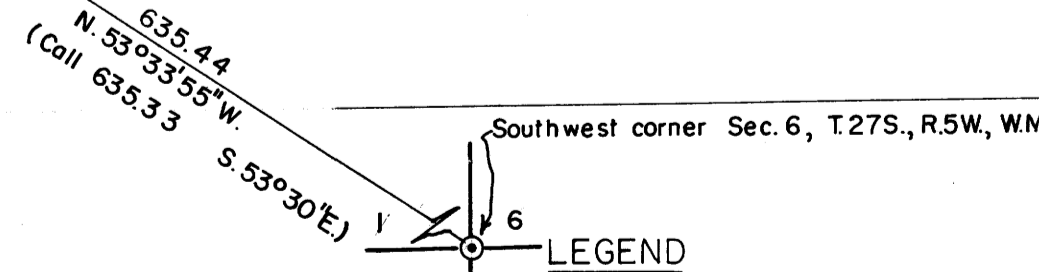 635.44
N. 53°33'55"W.
(Call 635.33 S. 53°30"E.)
Southwest corner Sec. 6, T.27S., R.5W., W.M
1 6
LEGEND